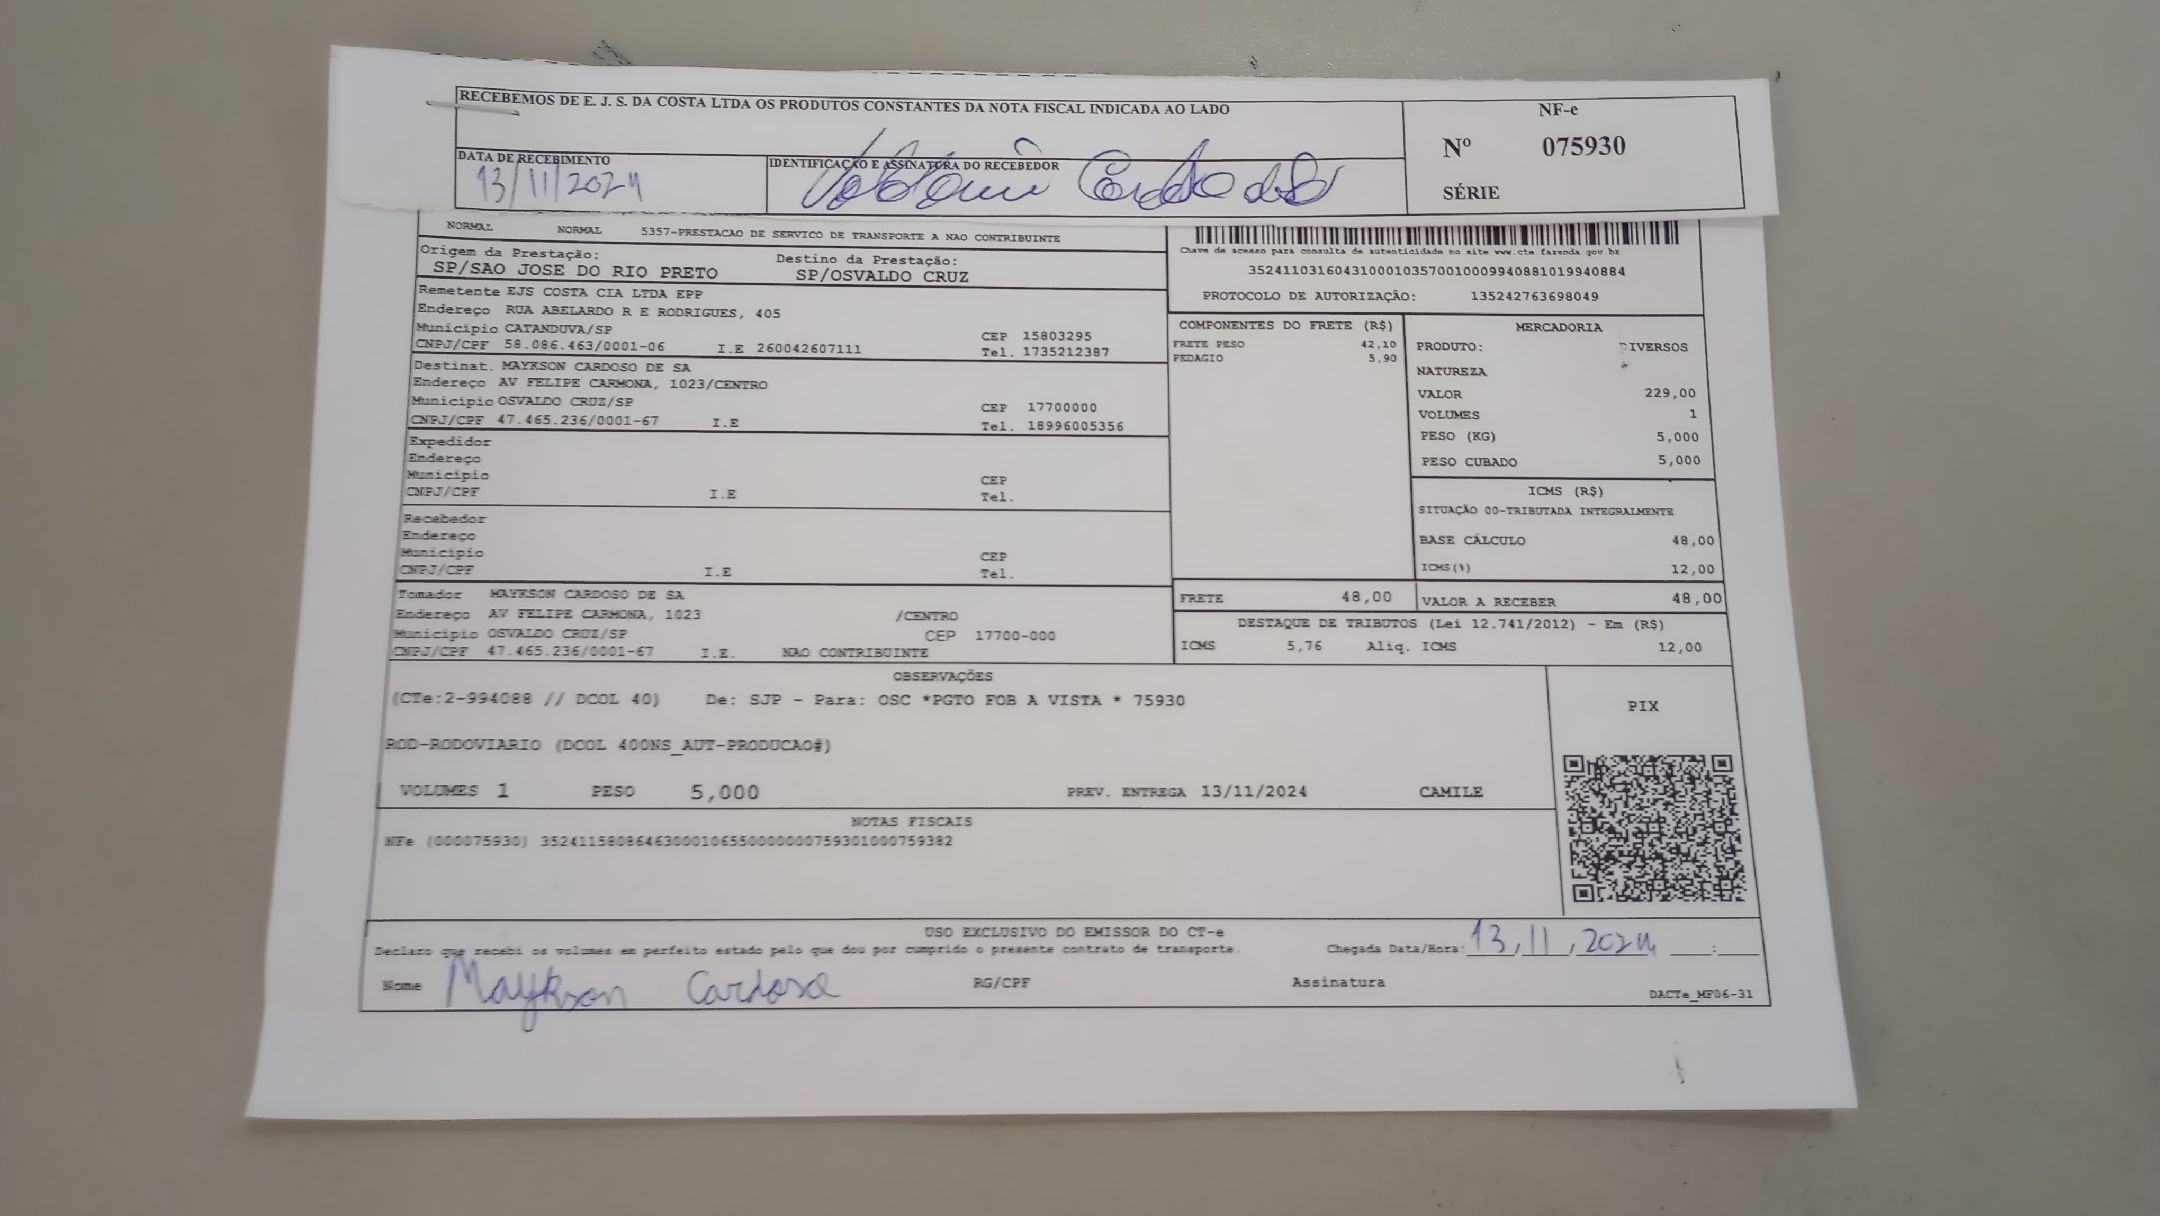 RECEBEMOS DE E. J. S. DA COSTA LTDA OS PRODUTOS CONSTANTES DA NOTA FISCAL INDICADA AO LADO
NF-e
Nº 075930
SÉRIE
DATA DE RECEBIMENTO
13/11/2024
IDENTIFICAÇÃO E ASSINATURA DO RECEBEDOR
NORMAL NORMAL 5357-PRESTACAO DE SERVICO DE TRANSPORTE A NAO CONTRIBUINTE
Origem da Prestação: Destino da Prestação:
SP/SAO JOSE DO RIO PRETO SP/OSVALDO CRUZ
Chave de acesso para consulta de autenticidade no site www.cte.fazenda.gov.br
35241103160431000103570010009940881019940884
PROTOCOLO DE AUTORIZAÇÃO: 135242763698049
Remetente EJS COSTA CIA LTDA EPP
Endereço RUA ABELARDO R E RODRIGUES, 405
Municipio CATANDUVA/SP CEP 15803295
CNPJ/CPF 58.086.463/0001-06 I.E 260042607111 Tel. 1735212387
Destinat. MAYKSON CARDOSO DE SA
Endereço AV FELIPE CARMONA, 1023/CENTRO
Municipio OSVALDO CRUZ/SP CEP 17700000
CNPJ/CPF 47.465.236/0001-67 I.E Tel. 18996005356
Expedidor
Endereço
Municipio CEP
CNPJ/CPF I.E Tel.
Recebedor
Endereço
Municipio CEP
CNPJ/CPF I.E Tel.
Tomador MAYKSON CARDOSO DE SA
Endereço AV FELIPE CARMONA, 1023 /CENTRO
Municipio OSVALDO CRUZ/SP CEP 17700-000
CNPJ/CPF 47.465.236/0001-67 I.E. NAO CONTRIBUINTE
COMPONENTES DO FRETE (R$)
FRETE PESO 42,10
PEDAGIO 5,90
MERCADORIA
PRODUTO: DIVERSOS
NATUREZA
VALOR 229,00
VOLUMES 1
PESO (KG) 5,000
PESO CUBADO 5,000
ICMS (R$)
SITUAÇÃO 00-TRIBUTADA INTEGRALMENTE
BASE CÁLCULO 48,00
ICMS(%) 12,00
FRETE 48,00 VALOR A RECEBER 48,00
DESTAQUE DE TRIBUTOS (Lei 12.741/2012) - Em (R$)
ICMS 5,76 Aliq. ICMS 12,00
OBSERVAÇÕES
(CTe:2-994088 // DCOL 40) De: SJP - Para: OSC *PGTO FOB A VISTA * 75930
ROD-RODOVIARIO (DCOL 400NS_AUT-PRODUCAO#)
VOLUMES 1 PESO 5,000 PREV. ENTREGA 13/11/2024 CAMILE
PIX
NOTAS FISCAIS
NFe (000075930) 35241158086463000106550000000759301000759382
USO EXCLUSIVO DO EMISSOR DO CT-e
Declaro que recebi os volumes em perfeito estado pelo que dou por cumprido o presente contrato de transporte. Chegada Data/Hora: 13/11/2024 :
Nome Maykson Cardoso RG/CPF Assinatura
DACTe_MF06-31